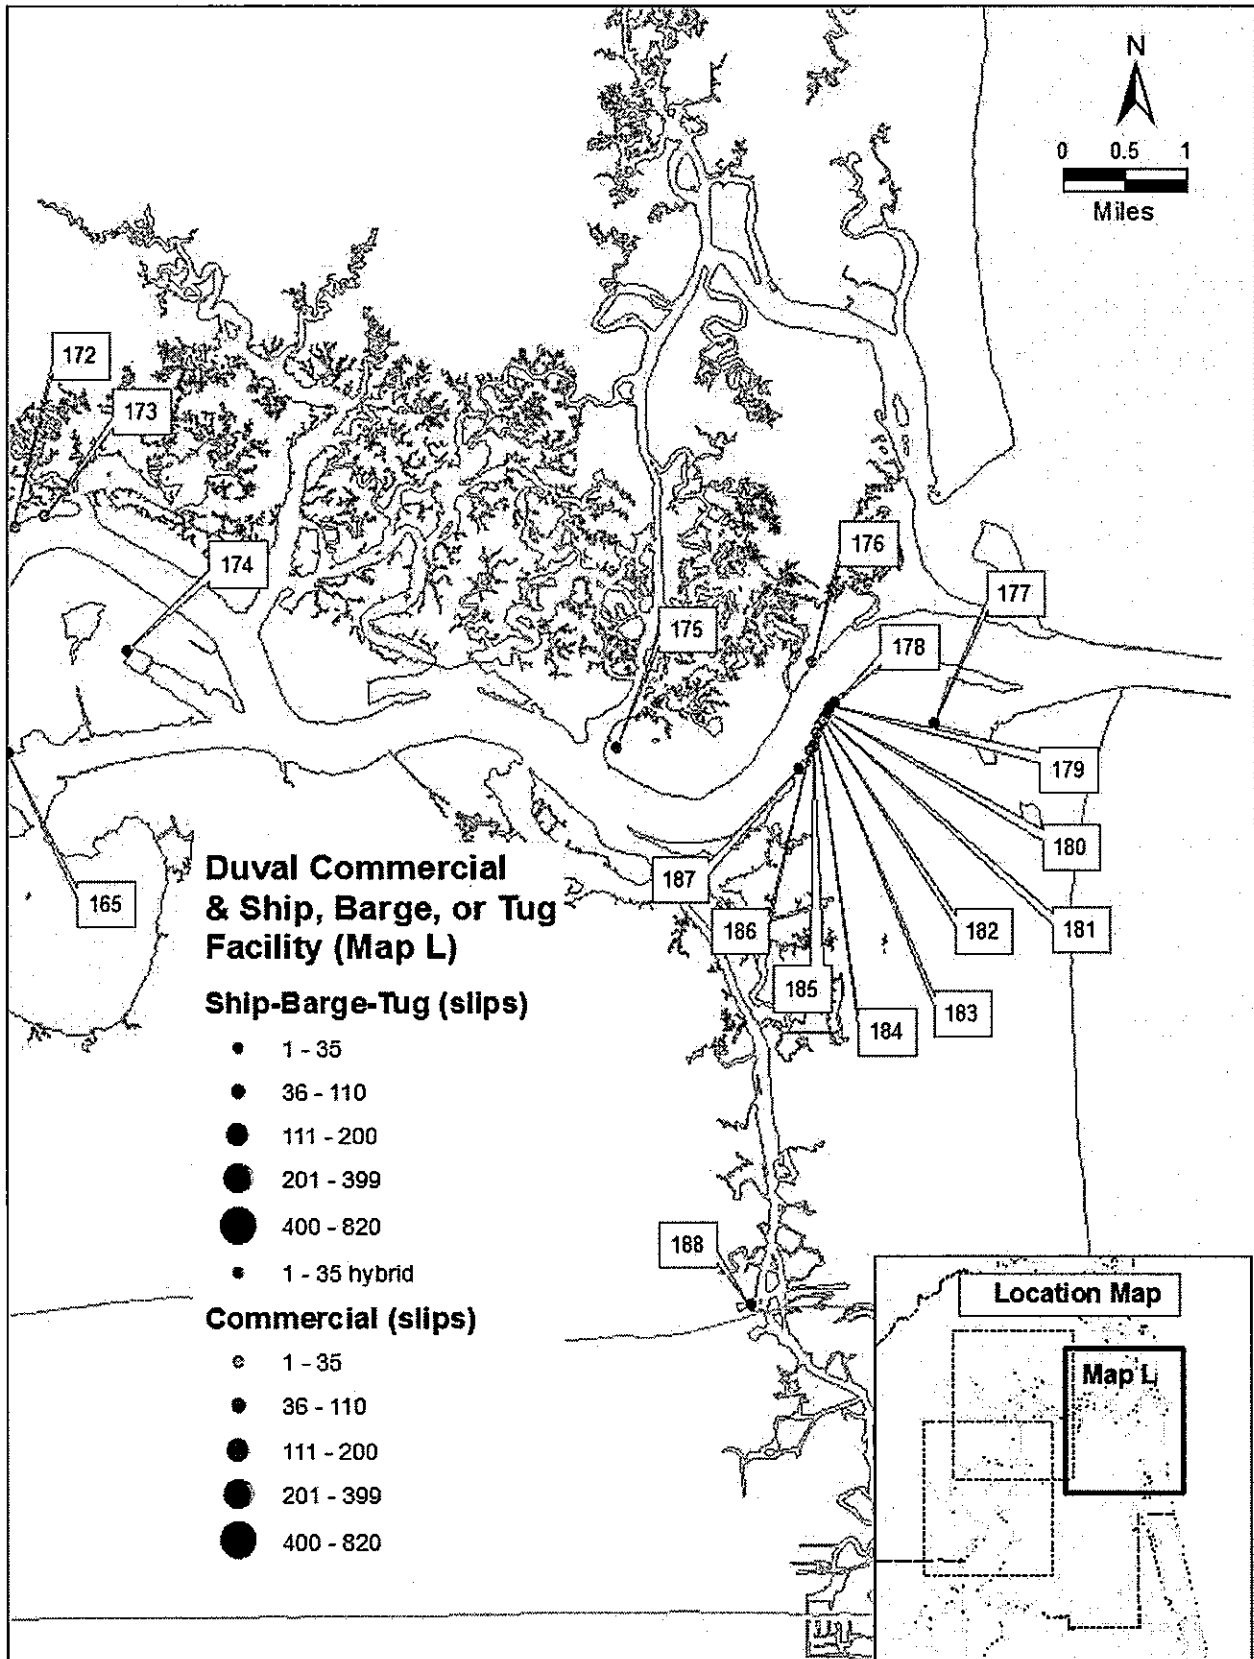 N
0 0.5 1
Miles
172
173
174
175
176
177
178
179
180
181
182
183
184
185
186
187
165
188
Duval Commercial
& Ship, Barge, or Tug
Facility (Map L)
Ship-Barge-Tug (slips)
1 - 35
36 - 110
111 - 200
201 - 399
400 - 820
1 - 35 hybrid
Commercial (slips)
1 - 35
36 - 110
111 - 200
201 - 399
400 - 820
Location Map
Map L